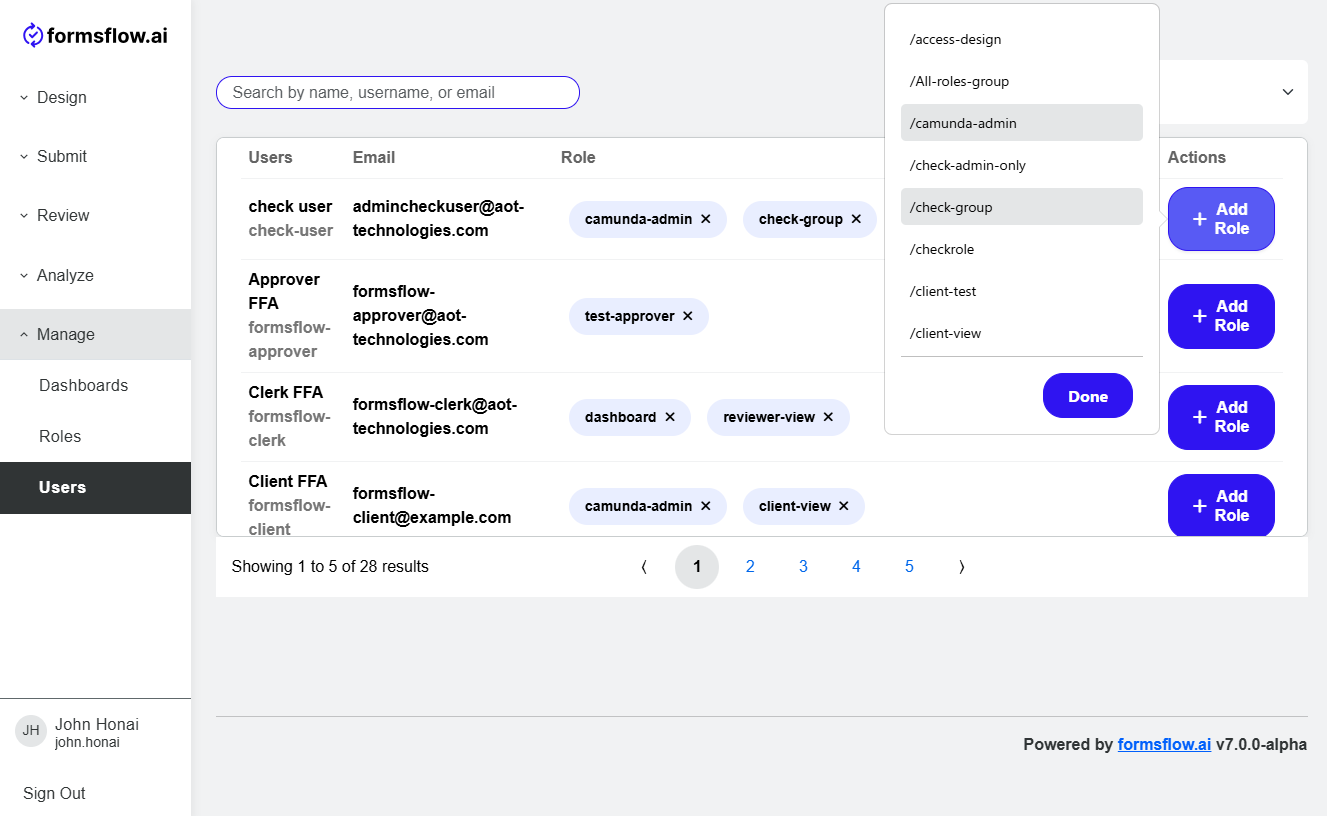 formsflow.ai
Design
Submit
Review
Analyze
Manage
Dashboards
Roles
Users
JH
John Honai
john.honai
Sign Out
Search by name, username, or email
Users Email Role Actions
check user
check-user
admincheckuser@aot-
technologies.com
camunda-admin ✕ check-group ✕
+ Add
Role
Approver
FFA
formsflow-
approver
formsflow-
approver@aot-
technologies.com
test-approver ✕
+ Add
Role
Clerk FFA
formsflow-
clerk
formsflow-clerk@aot-
technologies.com
dashboard ✕ reviewer-view ✕
+ Add
Role
Client FFA
formsflow-
client
formsflow-
client@example.com
camunda-admin ✕ client-view ✕
+ Add
Role
/access-design
/All-roles-group
/camunda-admin
/check-admin-only
/check-group
/checkrole
/client-test
/client-view
Done
Showing 1 to 5 of 28 results
⟨ 1 2 3 4 5 ⟩
Powered by formsflow.ai v7.0.0-alpha